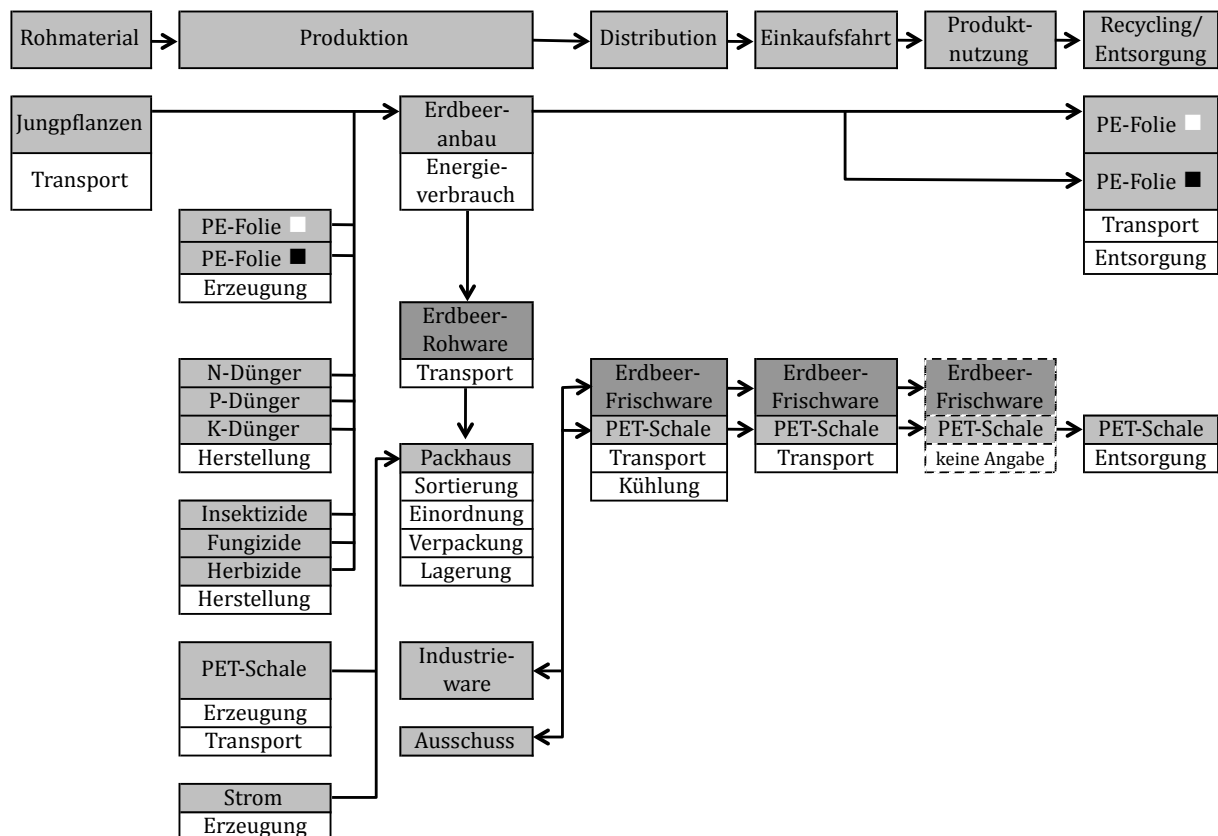 Rohmaterial
Produktion
Distribution
Einkaufsfahrt
Produkt-
nutzung
Recycling/
Entsorgung
Jungpflanzen
Transport
PE-Folie
PE-Folie
Erzeugung
N-Dünger
P-Dünger
K-Dünger
Herstellung
Insektizide
Fungizide
Herbizide
Herstellung
PET-Schale
Erzeugung
Transport
Strom
Erzeugung
Erdbeer-
anbau
Energie-
verbrauch
Erdbeer-
Rohware
Transport
Packhaus
Sortierung
Einordnung
Verpackung
Lagerung
Industrie-
ware
Ausschuss
Erdbeer-
Frischware
PET-Schale
Transport
Kühlung
Erdbeer-
Frischware
PET-Schale
Transport
Erdbeer-
Frischware
PET-Schale
keine Angabe
PE-Folie
PE-Folie
Transport
Entsorgung
PET-Schale
Entsorgung